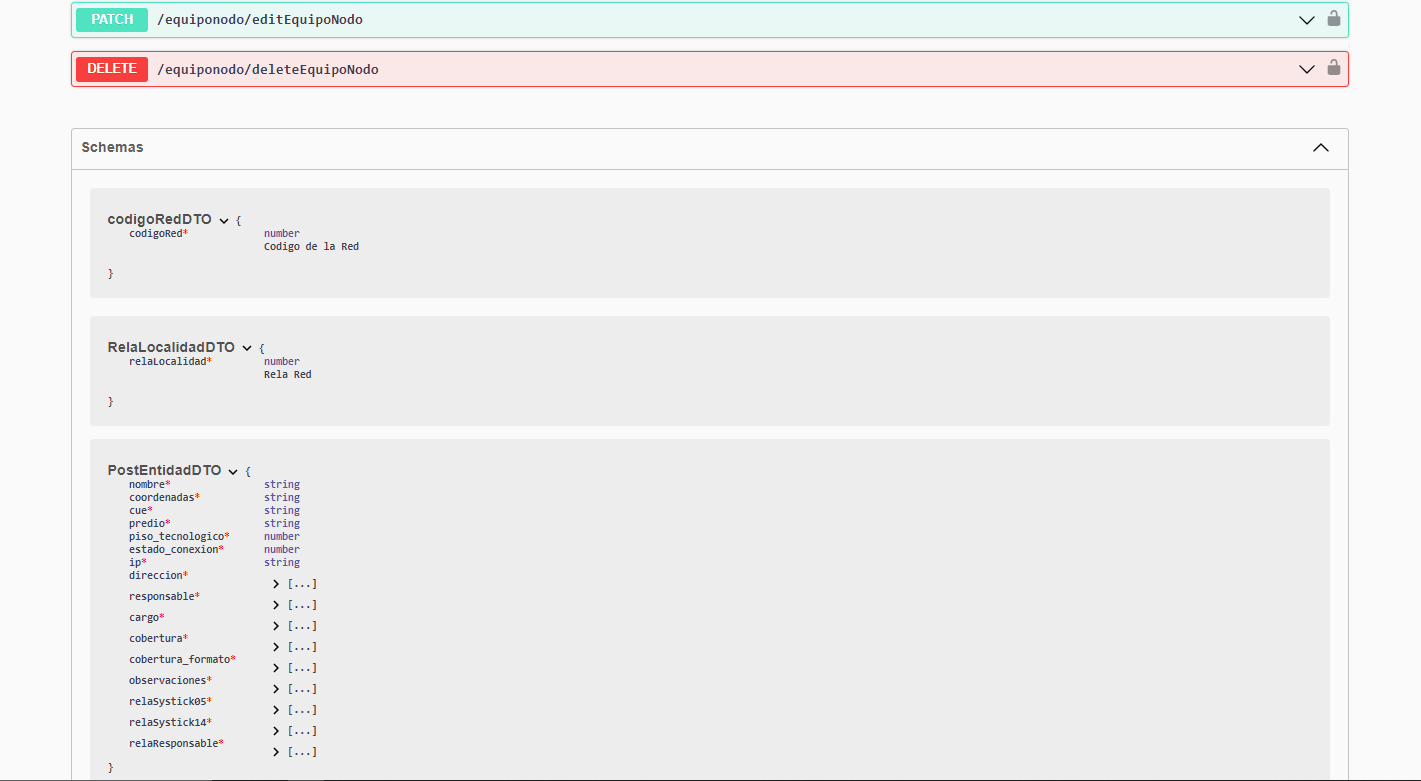 PATCH /equiponodo/editEquipoNodo
DELETE /equiponodo/deleteEquipoNodo
Schemas
codigoRedDTO {
codigoRed* number
Codigo de la Red
}
RelaLocalidadDTO {
relaLocalidad* number
Rela Red
}
PostEntidadDTO {
nombre* string
coordenadas* string
cue* string
predio* string
piso_tecnologico* number
estado_conexion* number
ip* string
direccion* [...]
responsable* [...]
cargo* [...]
cobertura* [...]
cobertura_formato* [...]
observaciones* [...]
relaSystick05* [...]
relaSystick14* [...]
relaResponsable* [...]
}